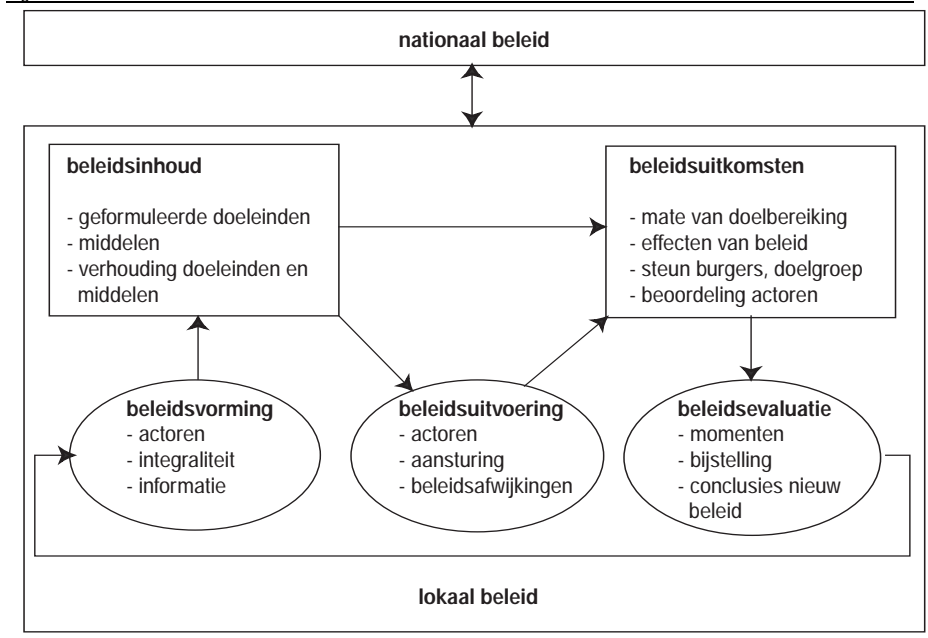 nationaal beleid
beleidsinhoud
- geformuleerde doeleinden
- middelen
- verhouding doeleinden en
middelen
beleidsuitkomsten
- mate van doelbereiking
- effecten van beleid
- steun burgers, doelgroep
- beoordeling actoren
beleidsvorming
- actoren
- integraliteit
- informatie
beleidsuitvoering
- actoren
- aansturing
- beleidsafwijkingen
beleidsevaluatie
- momenten
- bijstelling
- conclusies nieuw
beleid
lokaal beleid